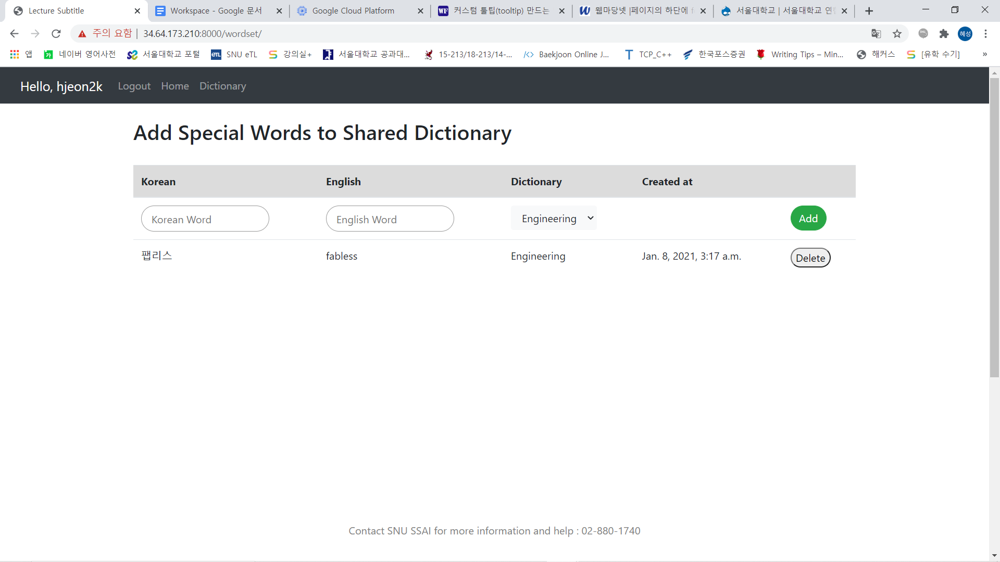 Lecture Subtitle
Workspace - Google 문서
Google Cloud Platform
커스텀 툴팁(tooltip) 만드는
웹마당넷 |페이지의 하단에
서울대학교 | 서울대학교
주의 요함 | 34.64.173.210:8000/wordset/
혜성
앱
네이버 영어사전
서울대학교 포털
eTL SNU eTL
강의실+
서울대학교 공과대...
15-213/18-213/14-...
Baekjoon Online J...
TCP_C++
한국포스증권
Writing Tips – Min...
해커스
[유학 수기]
»
Hello, hjeon2k Logout Home Dictionary
Add Special Words to Shared Dictionary
Korean English Dictionary Created at
Korean Word English Word Engineering Add
팹리스 fabless Engineering Jan. 8, 2021, 3:17 a.m. Delete
Contact SNU SSAI for more information and help : 02-880-1740